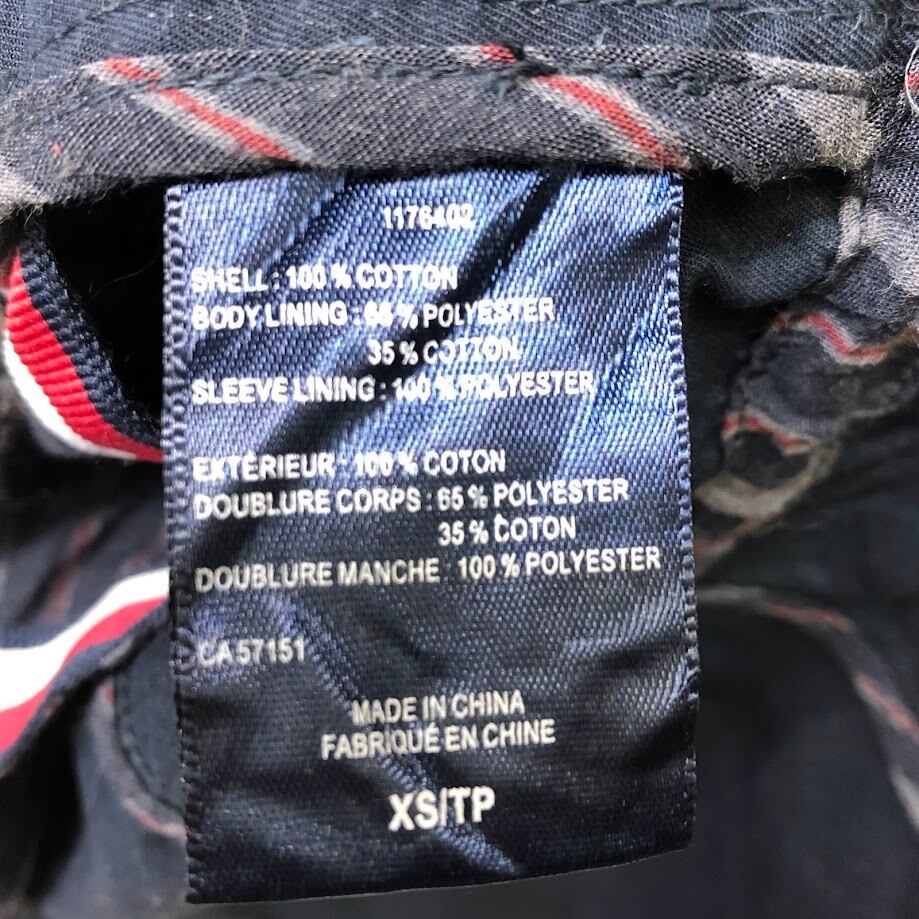 1176402
SHELL : 100 % COTTON
BODY LINING : 65 % POLYESTER
35 % COTTON
SLEEVE LINING : 100 % POLYESTER
EXTÉRIEUR : 100 % COTON
DOUBLURE CORPS : 65 % POLYESTER
35 % COTON
DOUBLURE MANCHE : 100 % POLYESTER
CA 57151
MADE IN CHINA
FABRIQUÉ EN CHINE
XS/TP